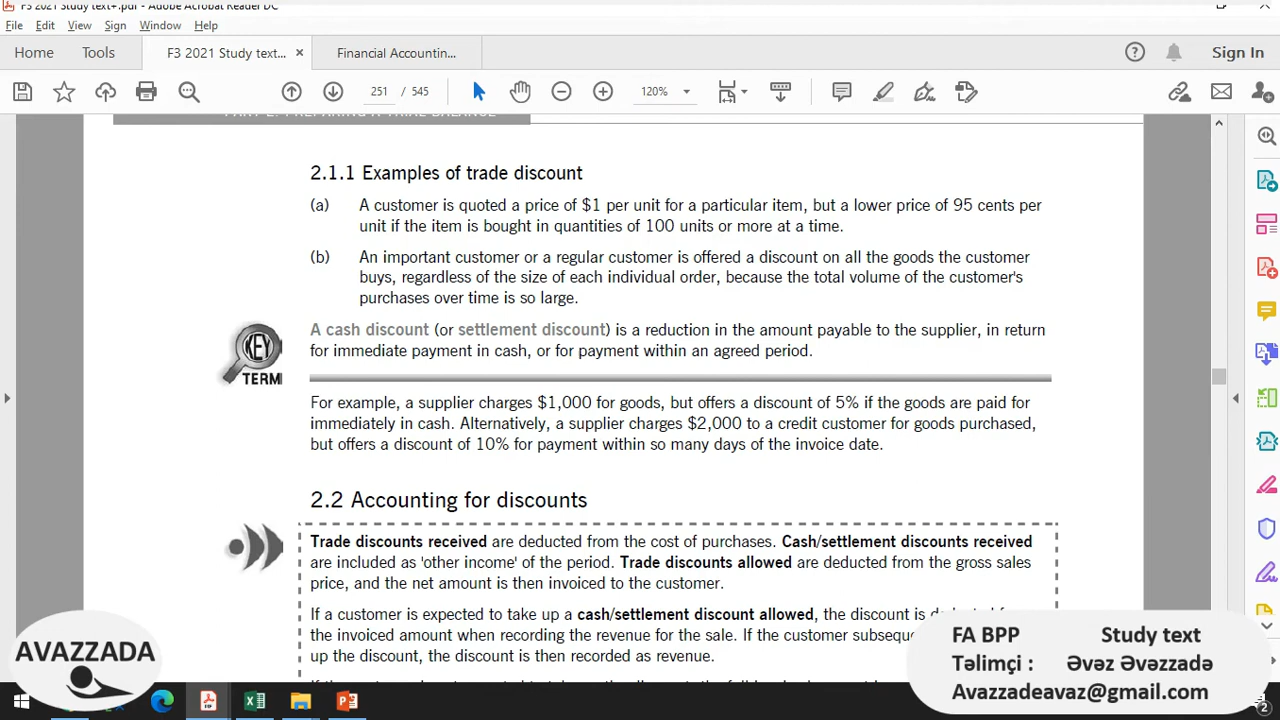 F3 2021 Study text+.pdf - Adobe Acrobat Reader DC
File Edit View Sign Window Help
Home Tools F3 2021 Study text... × Financial Accountin... Sign In
251 / 545 120%
PART 2: PREPARING A TRIAL BALANCE
2.1.1 Examples of trade discount
(a) A customer is quoted a price of $1 per unit for a particular item, but a lower price of 95 cents per
unit if the item is bought in quantities of 100 units or more at a time.
(b) An important customer or a regular customer is offered a discount on all the goods the customer
buys, regardless of the size of each individual order, because the total volume of the customer's
purchases over time is so large.
KEY
TERM
A cash discount (or settlement discount) is a reduction in the amount payable to the supplier, in return
for immediate payment in cash, or for payment within an agreed period.
For example, a supplier charges $1,000 for goods, but offers a discount of 5% if the goods are paid for
immediately in cash. Alternatively, a supplier charges $2,000 to a credit customer for goods purchased,
but offers a discount of 10% for payment within so many days of the invoice date.
2.2 Accounting for discounts
Trade discounts received are deducted from the cost of purchases. Cash/settlement discounts received
are included as 'other income' of the period. Trade discounts allowed are deducted from the gross sales
price, and the net amount is then invoiced to the customer.
If a customer is expected to take up a cash/settlement discount allowed, the discount is
the invoiced amount when recording the revenue for the sale. If the customer
up the discount, the discount is then recorded as revenue.
AVAZZADA
FA BPP Study text
Təlimçi : Əvəz Əvəzzadə
Avazzadeavaz@gmail.com
2